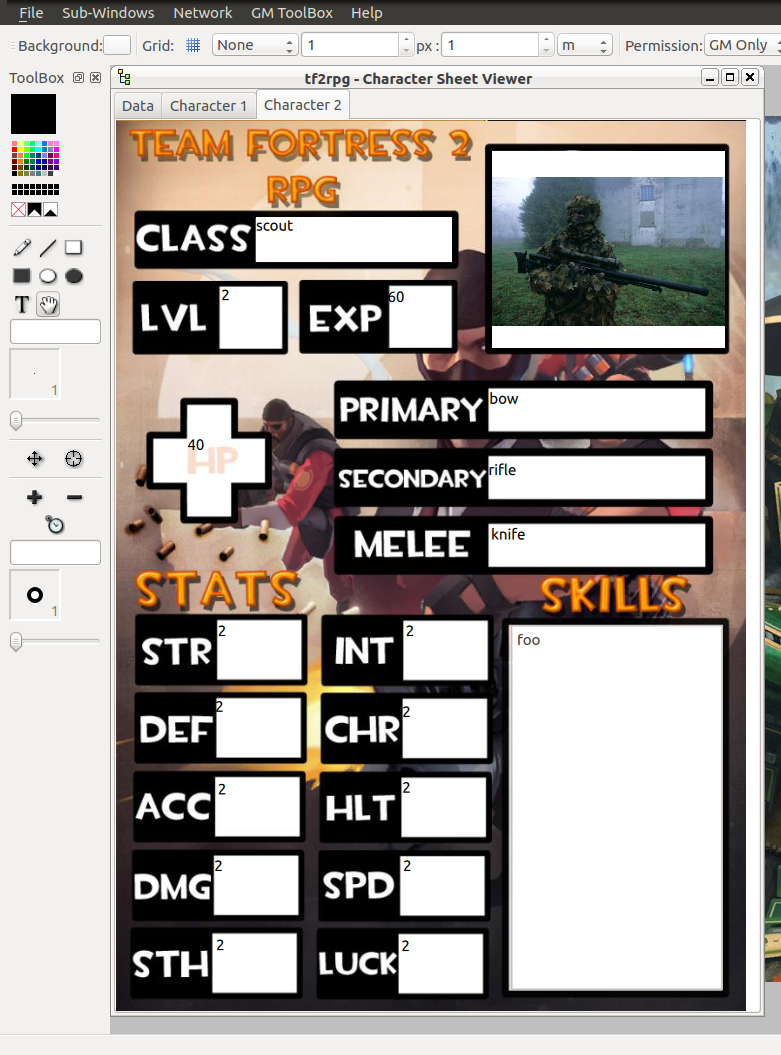 File Sub-Windows Network GM ToolBox Help
Background: Grid: None 1 px : 1 m Permission: GM Only
ToolBox
tf2rpg - Character Sheet Viewer
Data Character 1 Character 2
TEAM FORTRESS 2
RPG
CLASS scout
LVL 2 EXP 60
PRIMARY bow
40
HP
SECONDARY rifle
MELEE knife
STATS SKILLS
STR 2 INT 2
foo
DEF 2 CHR 2
ACC 2 HLT 2
DMG 2 SPD 2
STH 2 LUCK 2
T
1
1